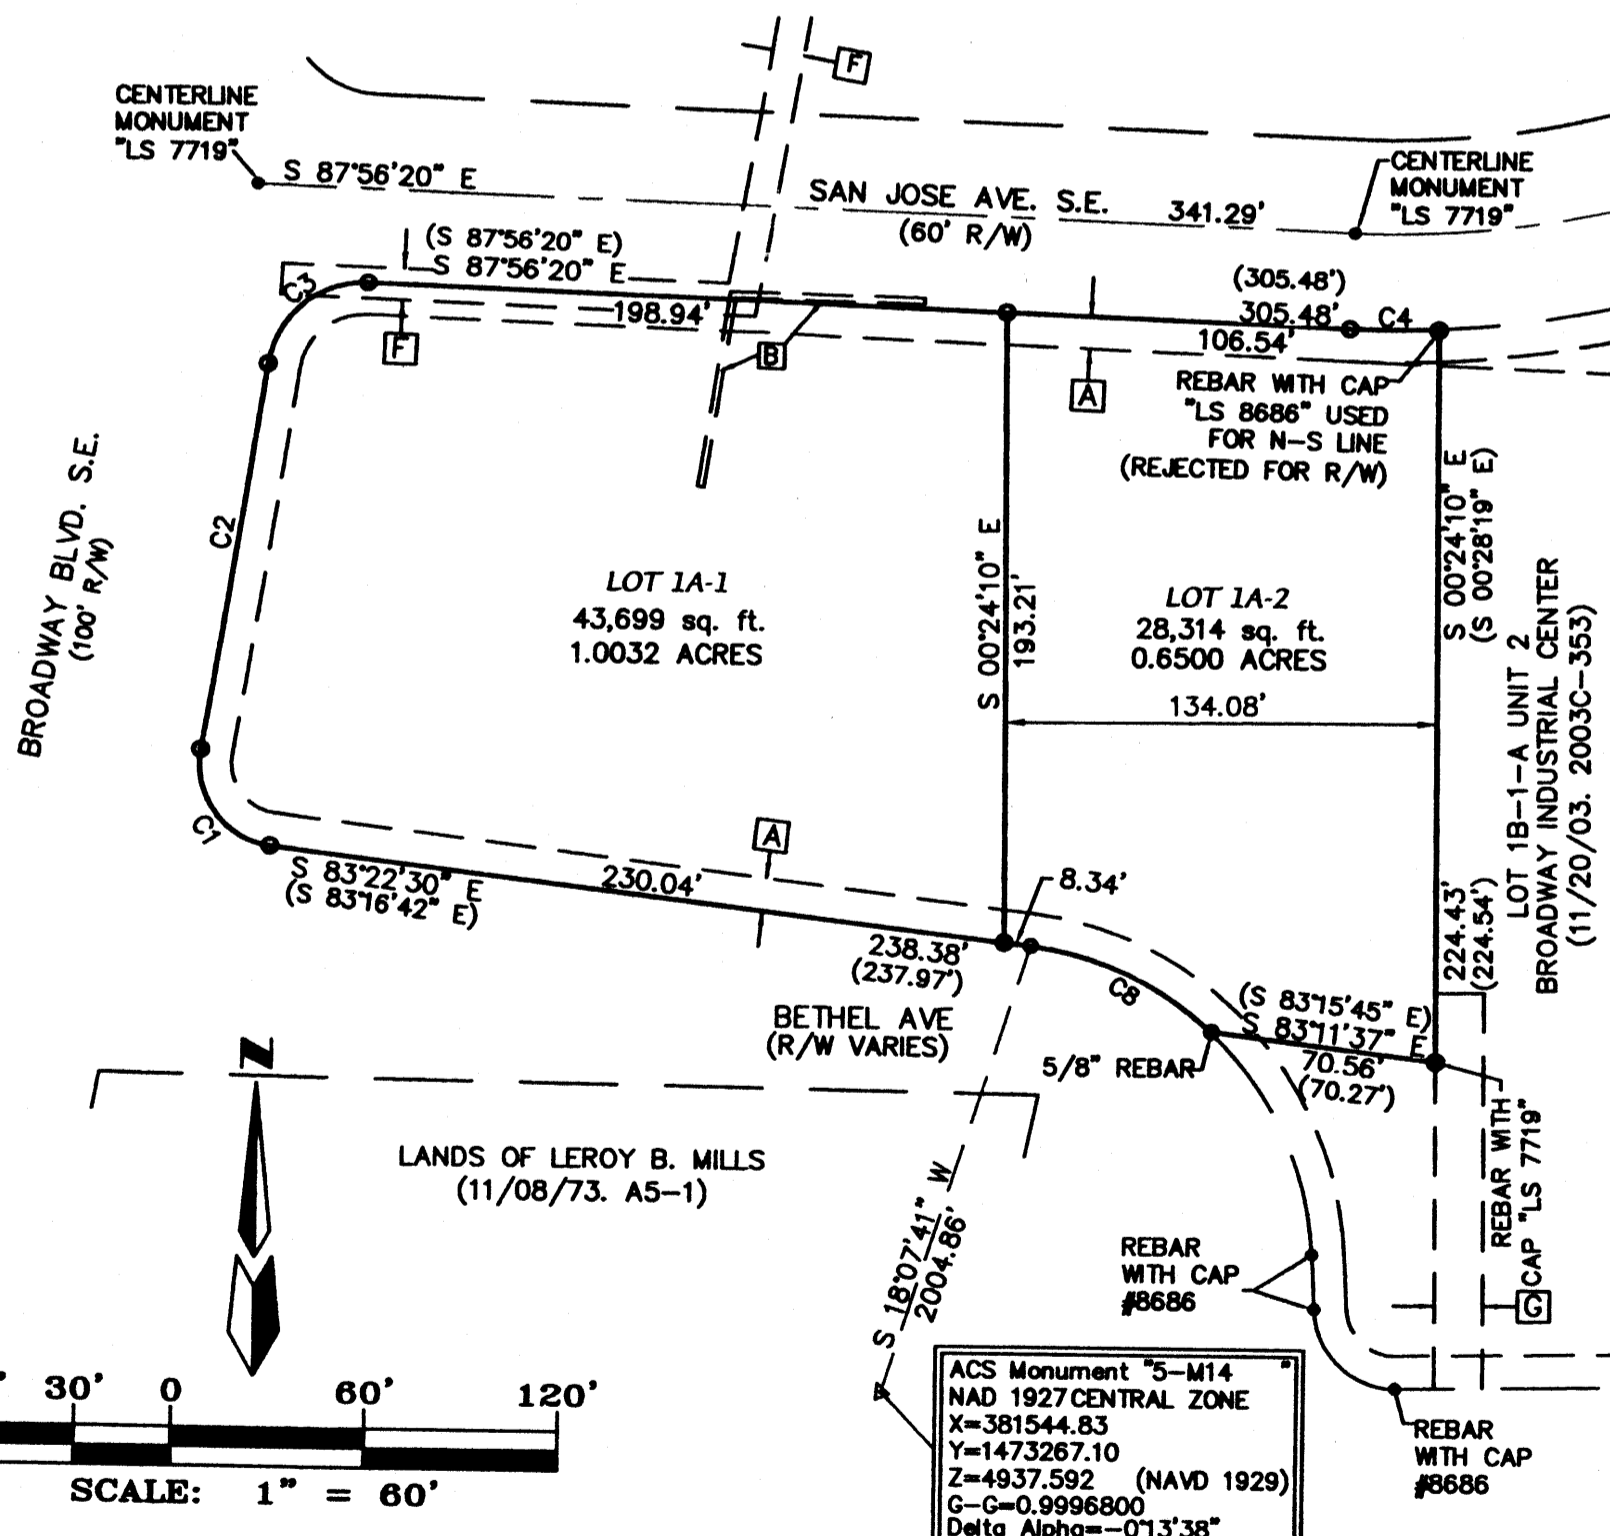 F
CENTERLINE
MONUMENT
"LS 7719"
S 87°56'20" E
SAN JOSE AVE. S.E.
(60' R/W)
341.29'
CENTERLINE
MONUMENT
"LS 7719"
(S 87°56'20" E)
S 87°56'20" E
198.94'
(305.48')
305.48'
106.54'
C3
C4
F
B
A
REBAR WITH CAP
"LS 8686" USED
FOR N-S LINE
(REJECTED FOR R/W)
BROADWAY BLVD. S.E.
(100' R/W)
C2
LOT 1A-1
43,699 sq. ft.
1.0032 ACRES
S 00°24'10" E
193.21'
LOT 1A-2
28,314 sq. ft.
0.6500 ACRES
134.08'
S 00°24'10" E
(S 00°28'19" E)
224.43'
(224.54')
LOT 1B-1-A UNIT 2
BROADWAY INDUSTRIAL CENTER
(11/20/03. 2003C-353)
C1
S 83°22'30" E
(S 83°16'42" E)
230.04'
A
8.34'
238.38'
(237.97')
C8
BETHEL AVE
(R/W VARIES)
(S 83°15'45" E)
S 83°11'37" E
70.56'
(70.27')
5/8" REBAR
N
LANDS OF LEROY B. MILLS
(11/08/73. A5-1)
S 18°07'41" W
2004.86'
REBAR WITH
CAP "LS 7719"
REBAR
WITH CAP
#8686
G
REBAR
WITH CAP
#8686
' 30' 0 60' 120'
SCALE: 1" = 60'
ACS Monument "5-M14 "
NAD 1927 CENTRAL ZONE
X=381544.83
Y=1473267.10
Z=4937.592 (NAVD 1929)
G-G=0.9996800
Delta Alpha=-0°13'38"